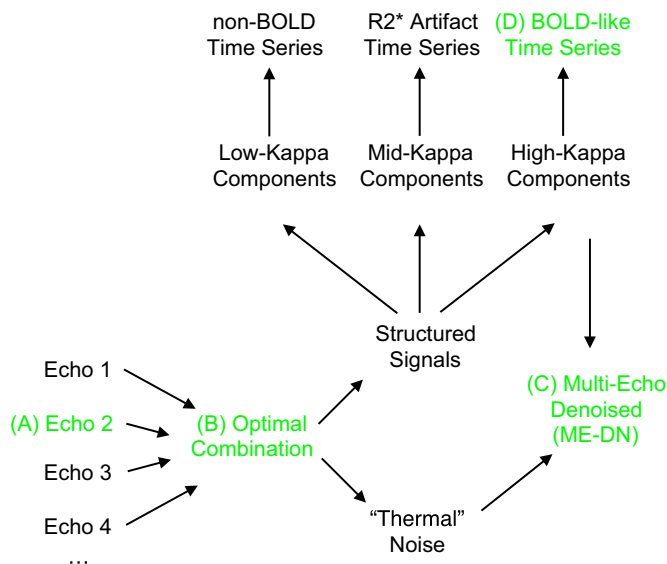 non-BOLD
Time Series
R2* Artifact
Time Series
(D) BOLD-like
Time Series
Low-Kappa
Components
Mid-Kappa
Components
High-Kappa
Components
Structured
Signals
Echo 1
(A) Echo 2
Echo 3
Echo 4
…
(B) Optimal
Combination
(C) Multi-Echo
Denoised
(ME-DN)
“Thermal”
Noise